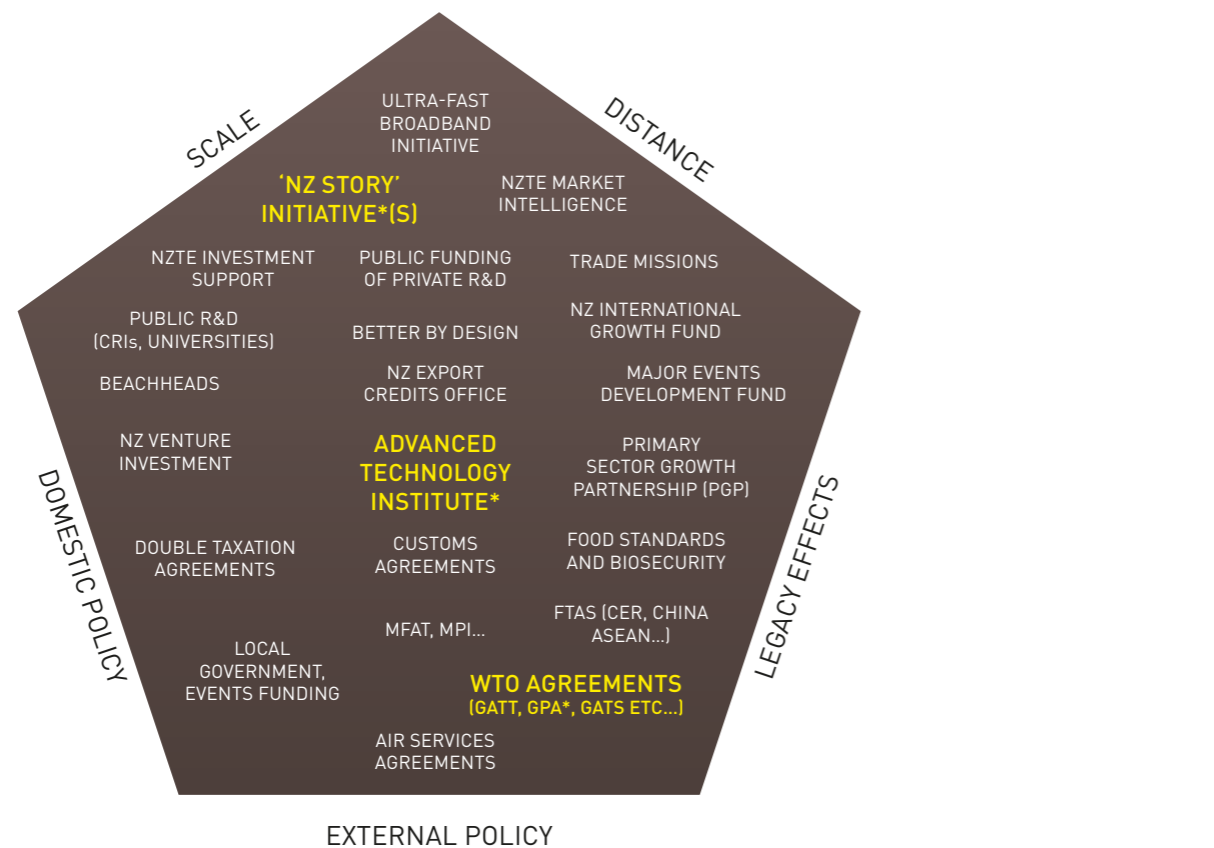 SCALE
DISTANCE
ULTRA-FAST
BROADBAND
INITIATIVE
‘NZ STORY’
INITIATIVE*(S)
NZTE MARKET
INTELLIGENCE
NZTE INVESTMENT
SUPPORT
PUBLIC FUNDING
OF PRIVATE R&D
TRADE MISSIONS
PUBLIC R&D
(CRIs, UNIVERSITIES)
BETTER BY DESIGN
NZ INTERNATIONAL
GROWTH FUND
BEACHHEADS
NZ EXPORT
CREDITS OFFICE
MAJOR EVENTS
DEVELOPMENT FUND
NZ VENTURE
INVESTMENT
ADVANCED
TECHNOLOGY
INSTITUTE*
PRIMARY
SECTOR GROWTH
PARTNERSHIP (PGP)
DOMESTIC POLICY
LEGACY EFFECTS
DOUBLE TAXATION
AGREEMENTS
CUSTOMS
AGREEMENTS
FOOD STANDARDS
AND BIOSECURITY
MFAT, MPI...
FTAS (CER, CHINA
ASEAN...)
LOCAL
GOVERNMENT,
EVENTS FUNDING
WTO AGREEMENTS
(GATT, GPA*, GATS ETC...)
AIR SERVICES
AGREEMENTS
EXTERNAL POLICY